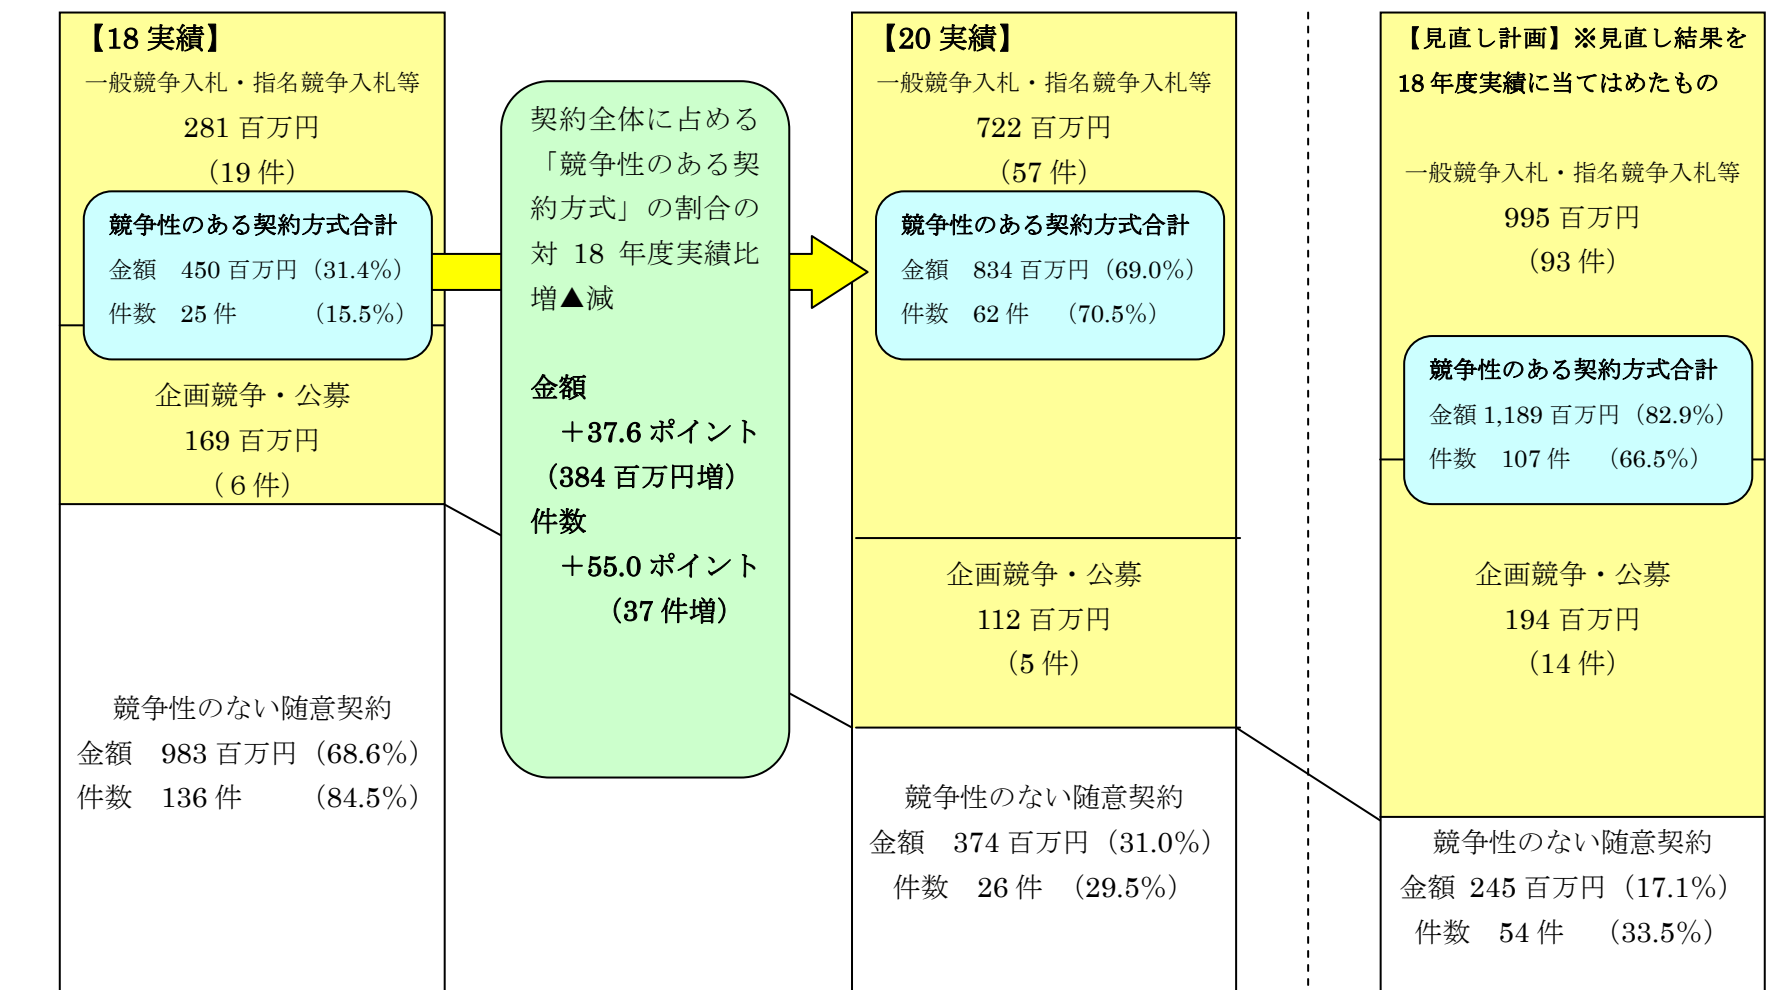 【18 実績】
一般競争入札・指名競争入札等
281 百万円
（19 件）
競争性のある契約方式合計
金額　450 百万円（31.4%）
件数　25 件　　　（15.5%）
企画競争・公募
169 百万円
（６件）
競争性のない随意契約
金額　983 百万円（68.6%）
件数　136 件　　　（84.5%）
契約全体に占める
「競争性のある契
約方式」の割合の
対 18 年度実績比
増▲減
金額
＋37.6 ポイント
（384 百万円増）
件数
＋55.0 ポイント
（37 件増）
【20 実績】
一般競争入札・指名競争入札等
722 百万円
（57 件）
競争性のある契約方式合計
金額　834 百万円（69.0%）
件数　62 件　（70.5%）
企画競争・公募
112 百万円
（5 件）
競争性のない随意契約
金額　374 百万円（31.0%）
件数　26 件　（29.5%）
【見直し計画】※見直し結果を
18 年度実績に当てはめたもの
一般競争入札・指名競争入札等
995 百万円
（93 件）
競争性のある契約方式合計
金額 1,189 百万円（82.9%）
件数　107 件　（66.5%）
企画競争・公募
194 百万円
（14 件）
競争性のない随意契約
金額 245 百万円（17.1%）
件数　54 件　（33.5%）